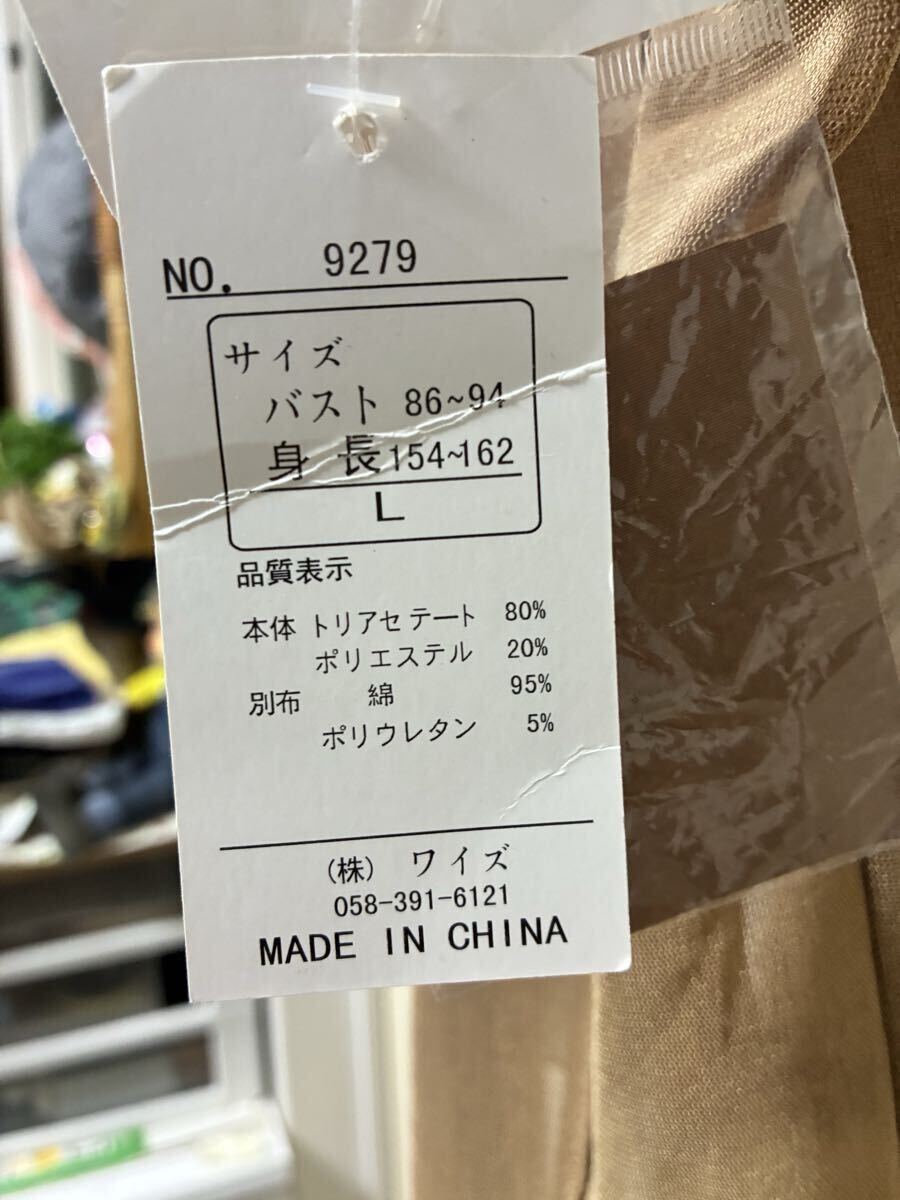 NO. 9279
サイズ
バスト 86~94
身 長 154~162
L
品質表示
本体 トリアセテート 80%
ポリエステル 20%
別布 綿 95%
ポリウレタン 5%
(株) ワイズ
058-391-6121
MADE IN CHINA